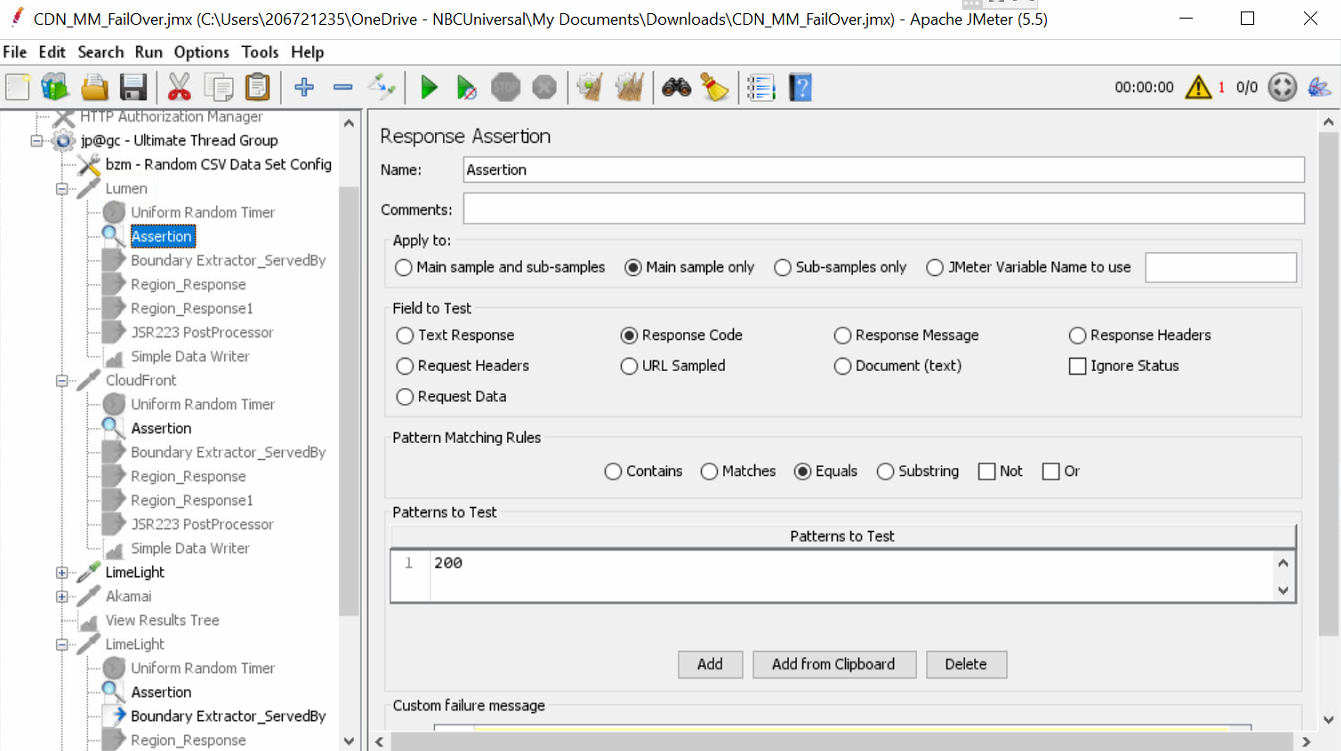 CDN_MM_FailOver.jmx (C:\Users\206721235\OneDrive - NBCUniversal\My Documents\Downloads\CDN_MM_FailOver.jmx) - Apache JMeter (5.5)
File Edit Search Run Options Tools Help
STOP 00:00:00 1 0/0
HTTP Authorization Manager
jp@gc - Ultimate Thread Group
bzm - Random CSV Data Set Config
Lumen
Uniform Random Timer
Assertion
Boundary Extractor_ServedBy
Region_Response
Region_Response1
JSR223 PostProcessor
Simple Data Writer
CloudFront
Uniform Random Timer
Assertion
Boundary Extractor_ServedBy
Region_Response
Region_Response1
JSR223 PostProcessor
Simple Data Writer
LimeLight
Akamai
View Results Tree
LimeLight
Uniform Random Timer
Assertion
Boundary Extractor_ServedBy
Region_Response
Response Assertion
Name: Assertion
Comments:
Apply to:
Main sample and sub-samples Main sample only Sub-samples only JMeter Variable Name to use
Field to Test
Text Response Response Code Response Message Response Headers
Request Headers URL Sampled Document (text) Ignore Status
Request Data
Pattern Matching Rules
Contains Matches Equals Substring Not Or
Patterns to Test
Patterns to Test
1 200
Add Add from Clipboard Delete
Custom failure message